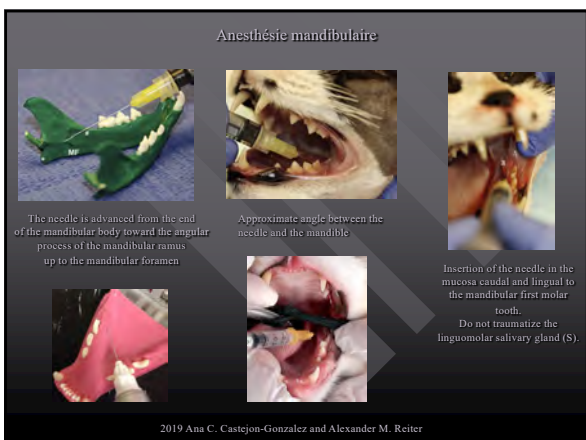 Anesthésie mandibulaire
MF
The needle is advanced from the end
of the mandibular body toward the angular
process of the mandibular ramus
up to the mandibular foramen
Approximate angle between the
needle and the mandible
Insertion of the needle in the
mucosa caudal and lingual to
the mandibular first molar
tooth.
Do not traumatize the
linguomolar salivary gland (S).
2019 Ana C. Castejon-Gonzalez and Alexander M. Reiter